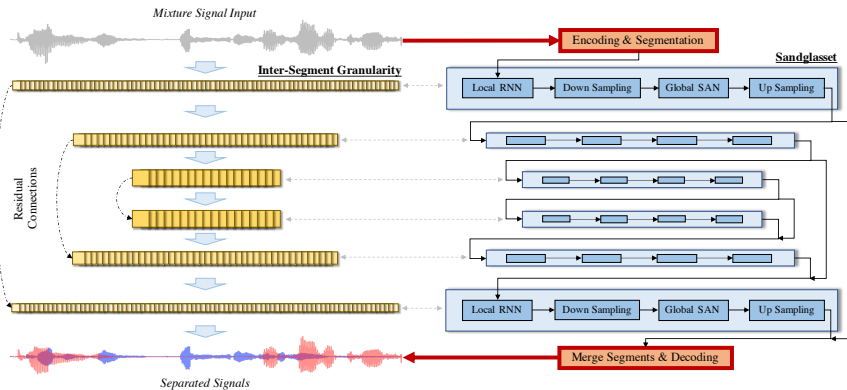 Mixture Signal Input
Encoding & Segmentation
Inter-Segment Granularity
Sandglasset
Local RNN
Down Sampling
Global SAN
Up Sampling
Residual
Connections
Local RNN
Down Sampling
Global SAN
Up Sampling
Merge Segments & Decoding
Separated Signals